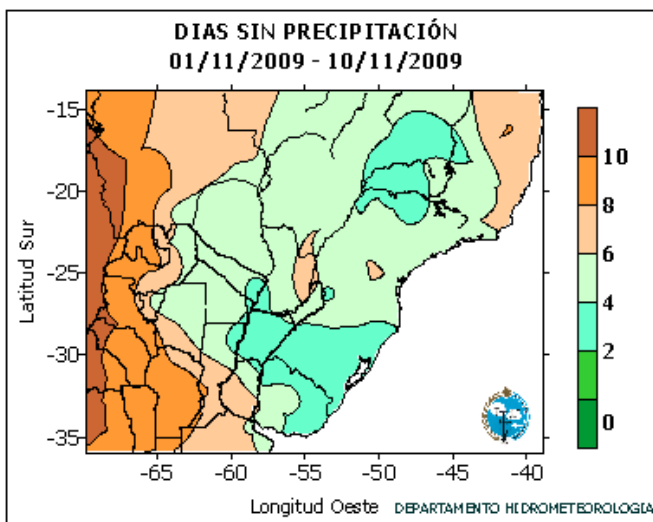 DIAS SIN PRECIPITACIÓN
01/11/2009 - 10/11/2009
-15
-20
-25
-30
-35
Latitud Sur
-65 -60 -55 -50 -45 -40
Longitud Oeste
DEPARTAMENTO HIDROMETEOROLOGIA
10
8
6
4
2
0